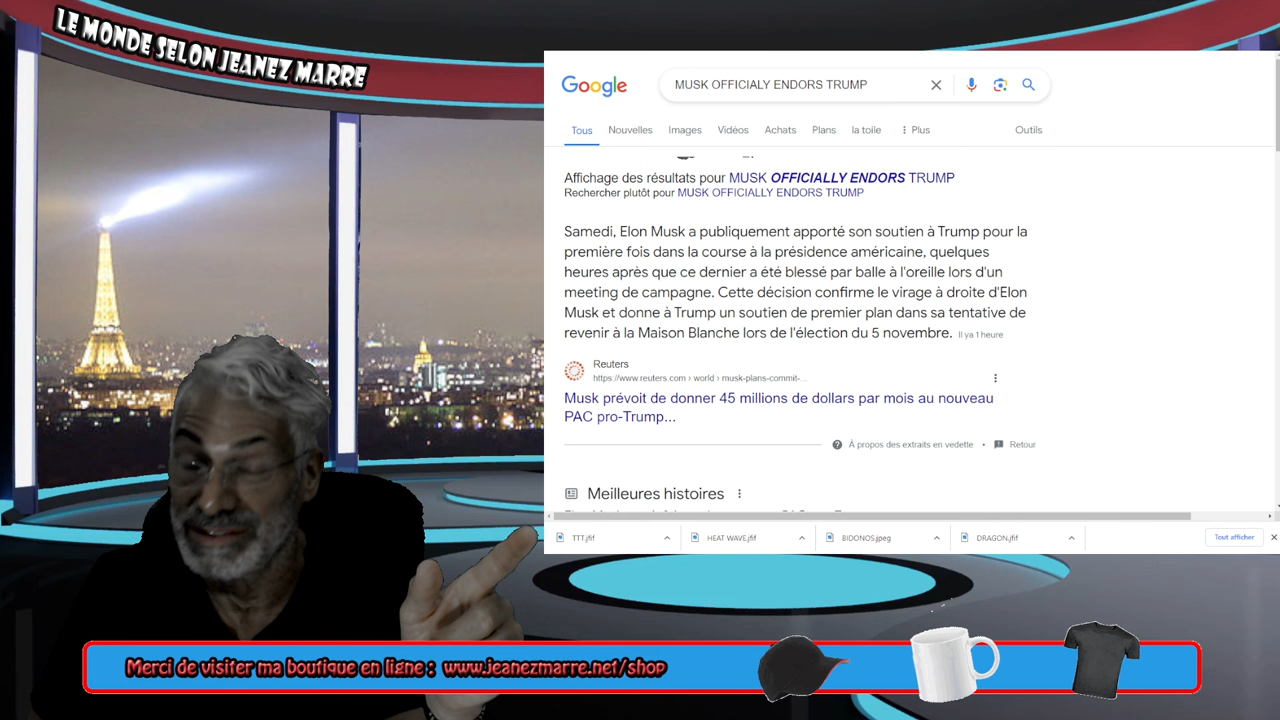 LE MONDE SELON JEANEZ MARRE
Google
MUSK OFFICIALY ENDORS TRUMP
Tous Nouvelles Images Vidéos Achats Plans la toile Plus Outils
Affichage des résultats pour MUSK OFFICIALLY ENDORS TRUMP
Rechercher plutôt pour MUSK OFFICIALY ENDORS TRUMP
Samedi, Elon Musk a publiquement apporté son soutien à Trump pour la
première fois dans la course à la présidence américaine, quelques
heures après que ce dernier a été blessé par balle à l'oreille lors d'un
meeting de campagne. Cette décision confirme le virage à droite d'Elon
Musk et donne à Trump un soutien de premier plan dans sa tentative de
revenir à la Maison Blanche lors de l'élection du 5 novembre. Il y a 1 heure
Reuters
https://www.reuters.com › world › musk-plans-commit-...
Musk prévoit de donner 45 millions de dollars par mois au nouveau
PAC pro-Trump...
À propos des extraits en vedette • Retour
Meilleures histoires
TTT.jfif HEAT WAVE.jfif BIDONOS.jpeg DRAGON.jfif Tout afficher
Merci de visiter ma boutique en ligne : www.jeanezmarre.net/shop